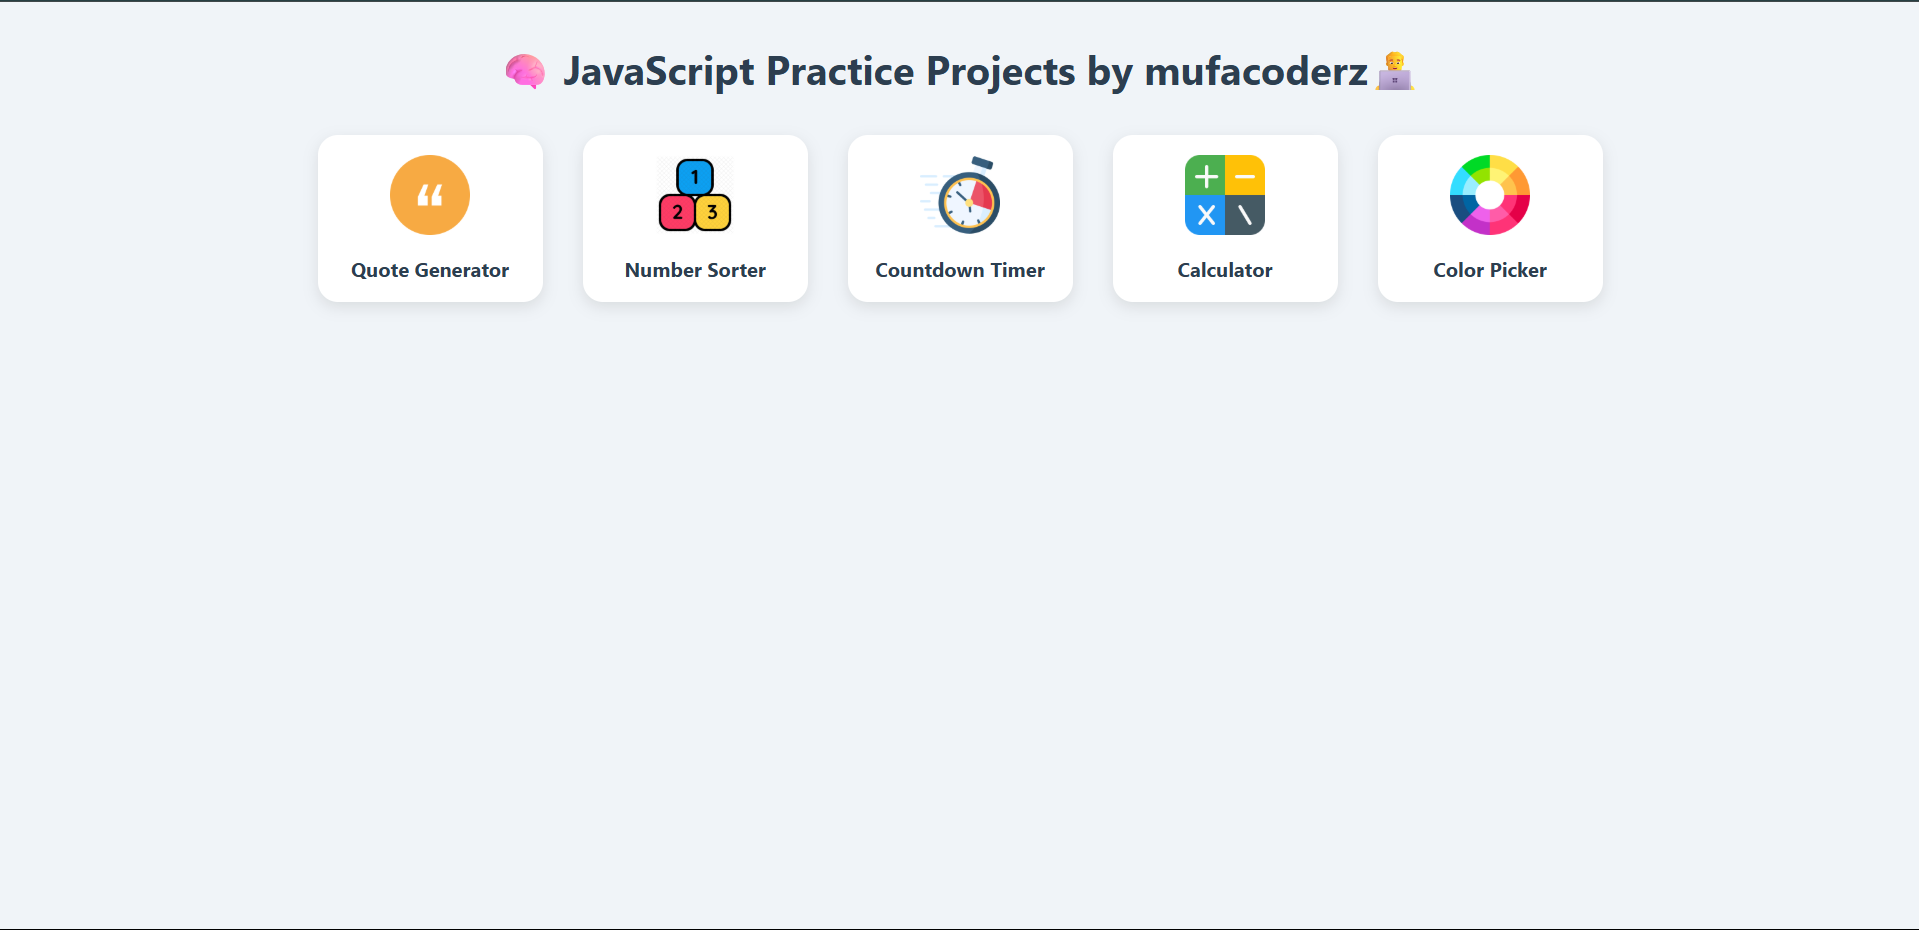 🧠 JavaScript Practice Projects by mufacoderz🧑‍💻
“
1
2 3
+ −
X \
Quote Generator
Number Sorter
Countdown Timer
Calculator
Color Picker